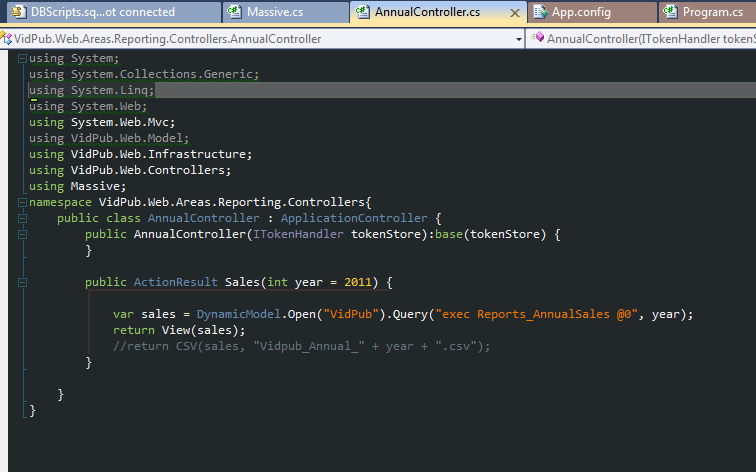 DBScripts.sq...ot connected Massive.cs AnnualController.cs App.config Program.cs
VidPub.Web.Areas.Reporting.Controllers.AnnualController AnnualController(ITokenHandler tokenS
using System;
using System.Collections.Generic;
using System.Linq;
using System.Web;
using System.Web.Mvc;
using VidPub.Web.Model;
using VidPub.Web.Infrastructure;
using VidPub.Web.Controllers;
using Massive;
namespace VidPub.Web.Areas.Reporting.Controllers{
public class AnnualController : ApplicationController {
public AnnualController(ITokenHandler tokenStore):base(tokenStore) {
}
public ActionResult Sales(int year = 2011) {
var sales = DynamicModel.Open("VidPub").Query("exec Reports_AnnualSales @0", year);
return View(sales);
//return CSV(sales, "Vidpub_Annual_" + year + ".csv");
}
}
}